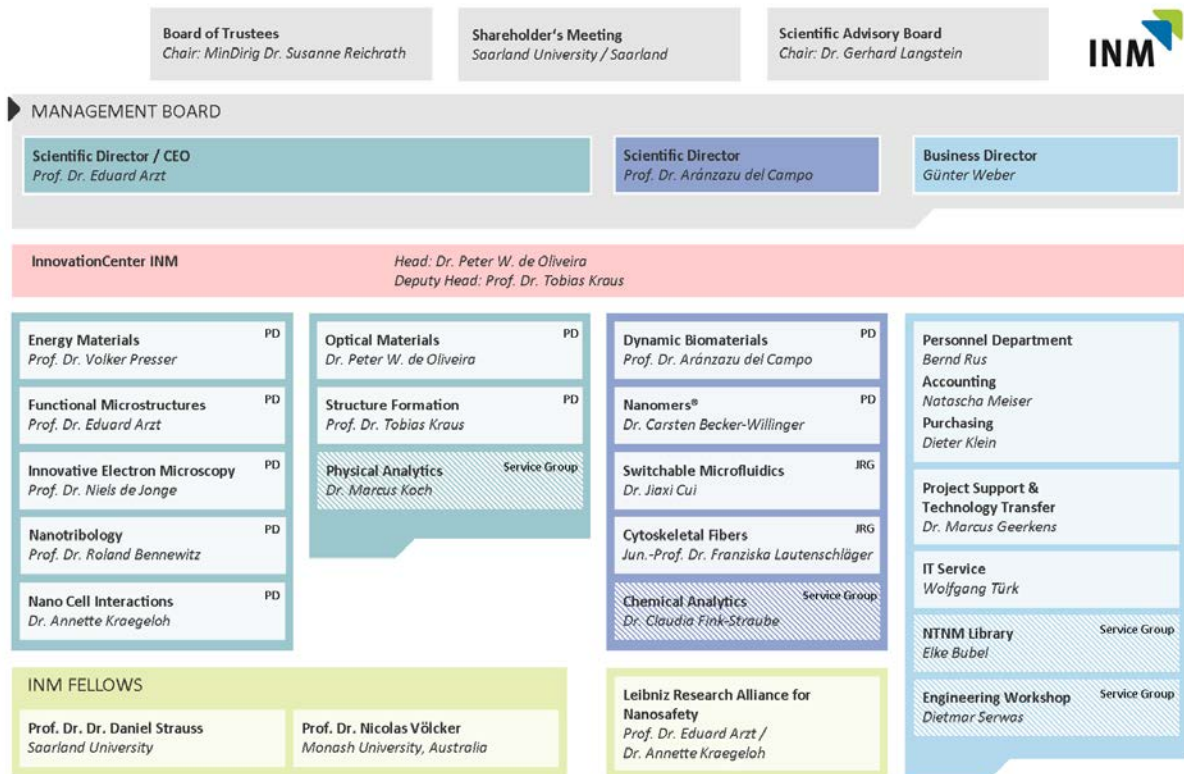 Board of Trustees
Chair: MinDirig Dr. Susanne Reichrath
Shareholder's Meeting
Saarland University / Saarland
Scientific Advisory Board
Chair: Dr. Gerhard Langstein
INM
MANAGEMENT BOARD
Scientific Director / CEO
Prof. Dr. Eduard Arzt
Scientific Director
Prof. Dr. Aránzazu del Campo
Business Director
Günter Weber
InnovationCenter INM
Head: Dr. Peter W. de Oliveira
Deputy Head: Prof. Dr. Tobias Kraus
Energy Materials PD
Prof. Dr. Volker Presser
Functional Microstructures PD
Prof. Dr. Eduard Arzt
Innovative Electron Microscopy PD
Prof. Dr. Niels de Jonge
Nanotribology PD
Prof. Dr. Roland Bennewitz
Nano Cell Interactions PD
Dr. Annette Kraegeloh
Optical Materials PD
Dr. Peter W. de Oliveira
Structure Formation PD
Prof. Dr. Tobias Kraus
Physical Analytics Service Group
Dr. Marcus Koch
Dynamic Biomaterials PD
Prof. Dr. Aránzazu del Campo
Nanomers® PD
Dr. Carsten Becker-Willinger
Switchable Microfluidics JRG
Dr. Jiaxi Cui
Cytoskeletal Fibers JRG
Jun.-Prof. Dr. Franziska Lautenschläger
Chemical Analytics Service Group
Dr. Claudia Fink-Straube
Personnel Department
Bernd Rus
Accounting
Natascha Meiser
Purchasing
Dieter Klein
Project Support &
Technology Transfer
Dr. Marcus Geerkens
IT Service
Wolfgang Türk
NTNM Library Service Group
Elke Bubel
Engineering Workshop Service Group
Dietmar Serwas
INM FELLOWS
Prof. Dr. Dr. Daniel Strauss
Saarland University
Prof. Dr. Nicolas Völcker
Monash University, Australia
Leibniz Research Alliance for
Nanosafety
Prof. Dr. Eduard Arzt /
Dr. Annette Kraegeloh